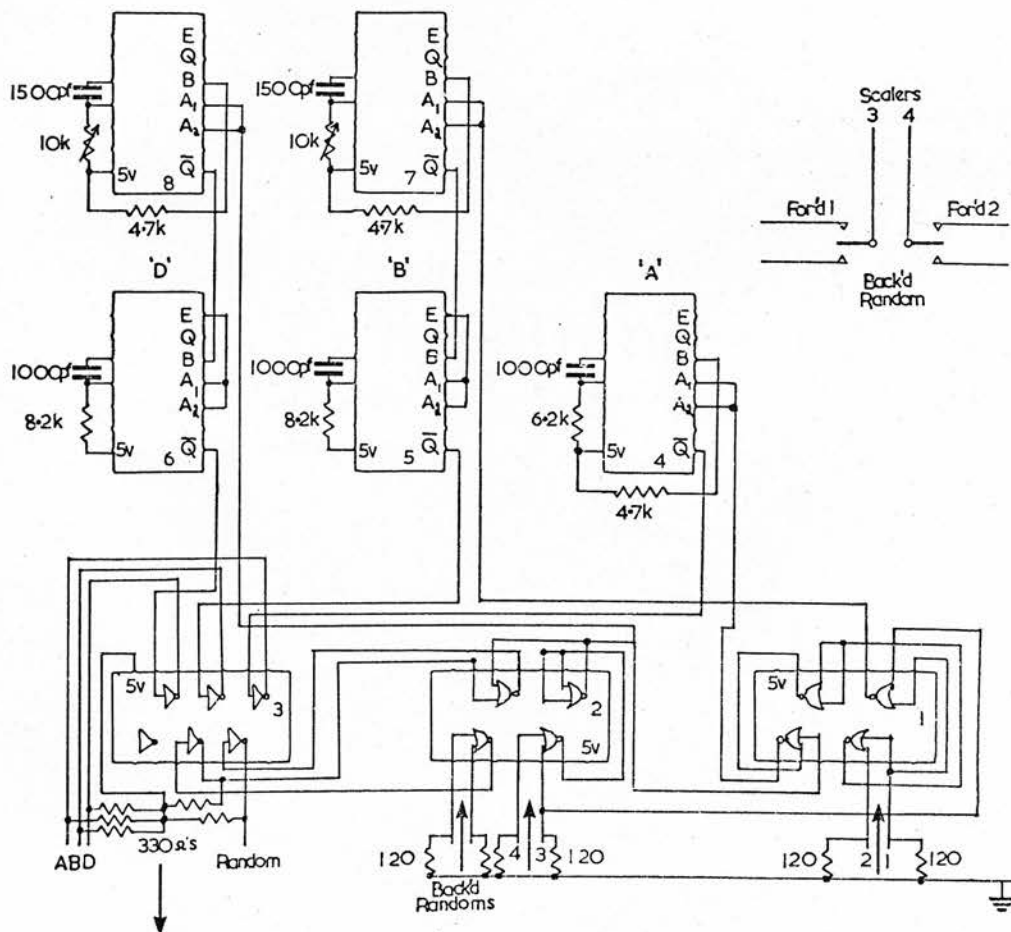 E
Q
B
A1
A2
Q̅
1500pf
10k
5v
8
4·7k
E
Q
B
A1
A2
Q̅
1500pf
10k
5v
7
4·7k
Scalers
3 4
For'd 1
For'd 2
Back'd
Random
'D'
'B'
'A'
E
Q
B
A1
A2
Q̅
1000pf
8·2k
5v
6
E
Q
B
A1
A2
Q̅
1000pf
8·2k
5v
5
E
Q
B
A1
A2
Q̅
1000pf
6·2k
5v
4
4·7k
5v
3
2
5v
5v
1
ABD
330Ω's
Random
120
4
3
120
Back'd
Randoms
120
2
1
120